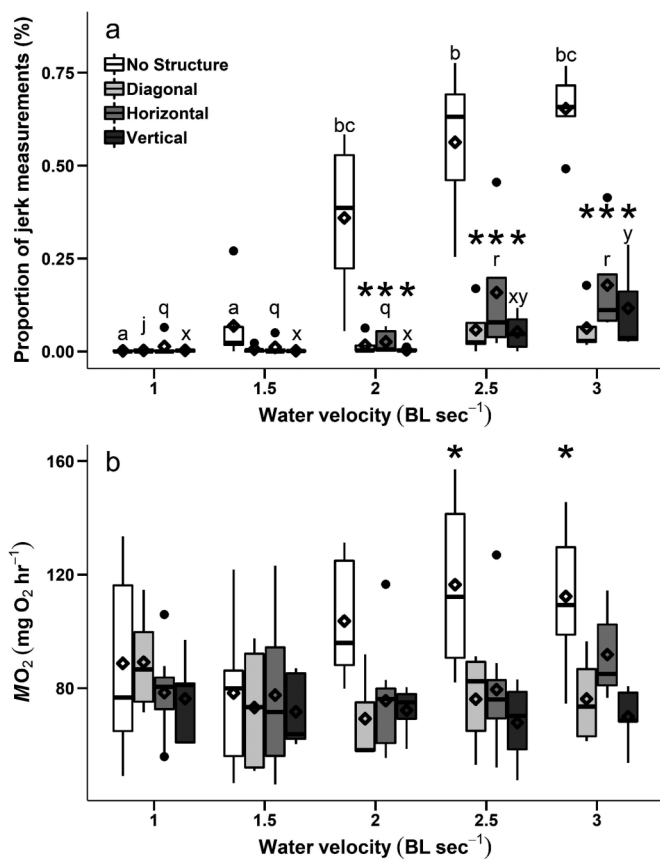 a
No Structure
Diagonal
Horizontal
Vertical
Proportion of jerk measurements (%)
0.75
0.50
0.25
0.00
a j q x
a q x
bc *** q x
b *** r xy
bc *** r y
1 1.5 2 2.5 3
Water velocity (BL sec⁻¹)
b
MO₂ (mg O₂ hr⁻¹)
160
120
80
* *
1 1.5 2 2.5 3
Water velocity (BL sec⁻¹)